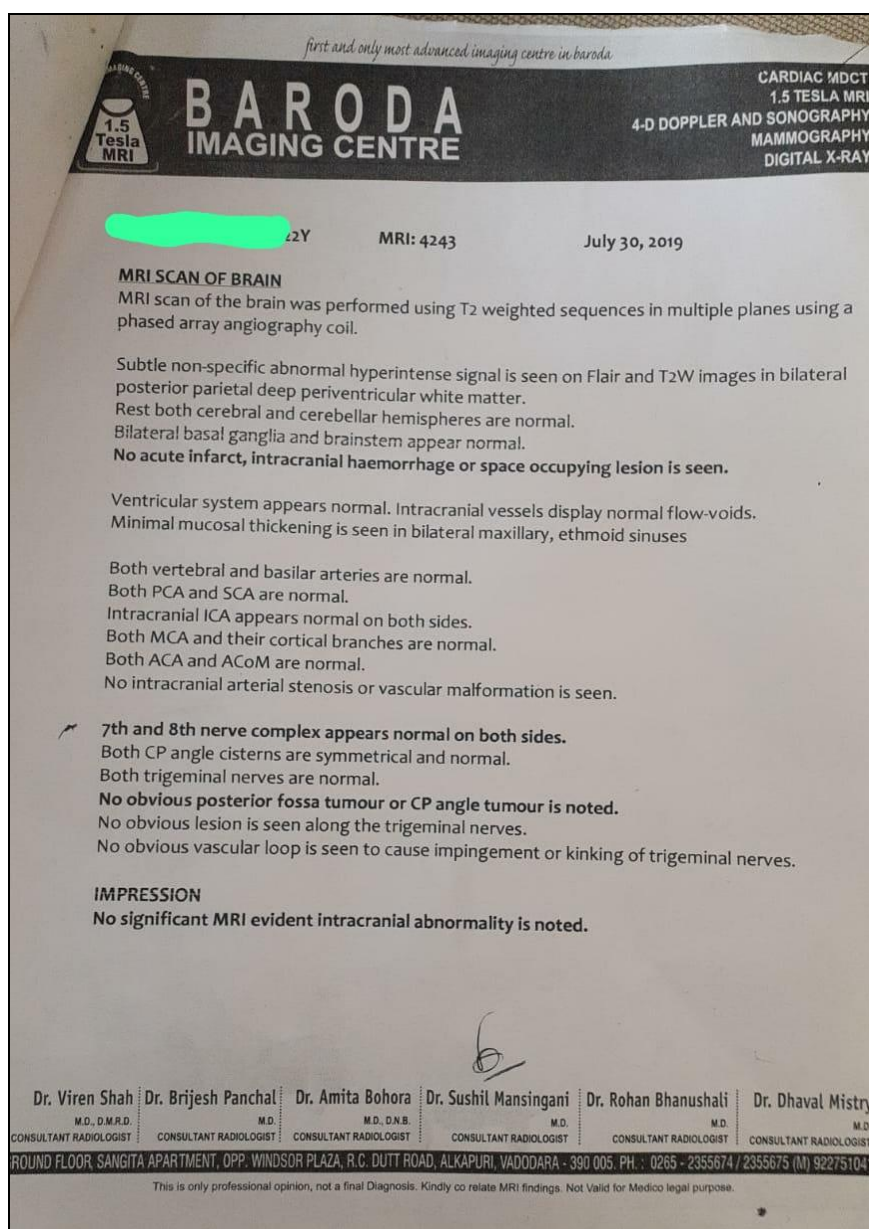 first and only most advanced imaging centre in baroda
IMAGING CENTRE
1.5
Tesla
MRI
BARODA
IMAGING CENTRE
CARDIAC MDCT
1.5 TESLA MRI
4-D DOPPLER AND SONOGRAPHY
MAMMOGRAPHY
DIGITAL X-RAY
22Y MRI: 4243 July 30, 2019
MRI SCAN OF BRAIN
MRI scan of the brain was performed using T2 weighted sequences in multiple planes using a
phased array angiography coil.
Subtle non-specific abnormal hyperintense signal is seen on Flair and T2W images in bilateral
posterior parietal deep periventricular white matter.
Rest both cerebral and cerebellar hemispheres are normal.
Bilateral basal ganglia and brainstem appear normal.
No acute infarct, intracranial haemorrhage or space occupying lesion is seen.
Ventricular system appears normal. Intracranial vessels display normal flow-voids.
Minimal mucosal thickening is seen in bilateral maxillary, ethmoid sinuses
Both vertebral and basilar arteries are normal.
Both PCA and SCA are normal.
Intracranial ICA appears normal on both sides.
Both MCA and their cortical branches are normal.
Both ACA and ACoM are normal.
No intracranial arterial stenosis or vascular malformation is seen.
7th and 8th nerve complex appears normal on both sides.
Both CP angle cisterns are symmetrical and normal.
Both trigeminal nerves are normal.
No obvious posterior fossa tumour or CP angle tumour is noted.
No obvious lesion is seen along the trigeminal nerves.
No obvious vascular loop is seen to cause impingement or kinking of trigeminal nerves.
IMPRESSION
No significant MRI evident intracranial abnormality is noted.
Dr. Viren Shah Dr. Brijesh Panchal Dr. Amita Bohora Dr. Sushil Mansingani Dr. Rohan Bhanushali Dr. Dhaval Mistry
M.D., D.M.R.D. M.D. M.D., D.N.B. M.D. M.D. M.D
CONSULTANT RADIOLOGIST CONSULTANT RADIOLOGIST CONSULTANT RADIOLOGIST CONSULTANT RADIOLOGIST CONSULTANT RADIOLOGIST CONSULTANT RADIOLOGIST
ROUND FLOOR, SANGITA APARTMENT, OPP. WINDSOR PLAZA, R.C. DUTT ROAD, ALKAPURI, VADODARA - 390 005. PH. : 0265 - 2355674 / 2355675 (M) 92275104
This is only professional opinion, not a final Diagnosis. Kindly co relate MRI findings. Not Valid for Medico legal purpose.